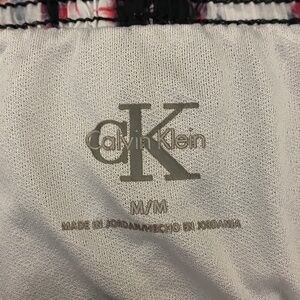 CK
Calvin Klein
M/M
MADE IN JORDAN/HECHO EN JORDANIA